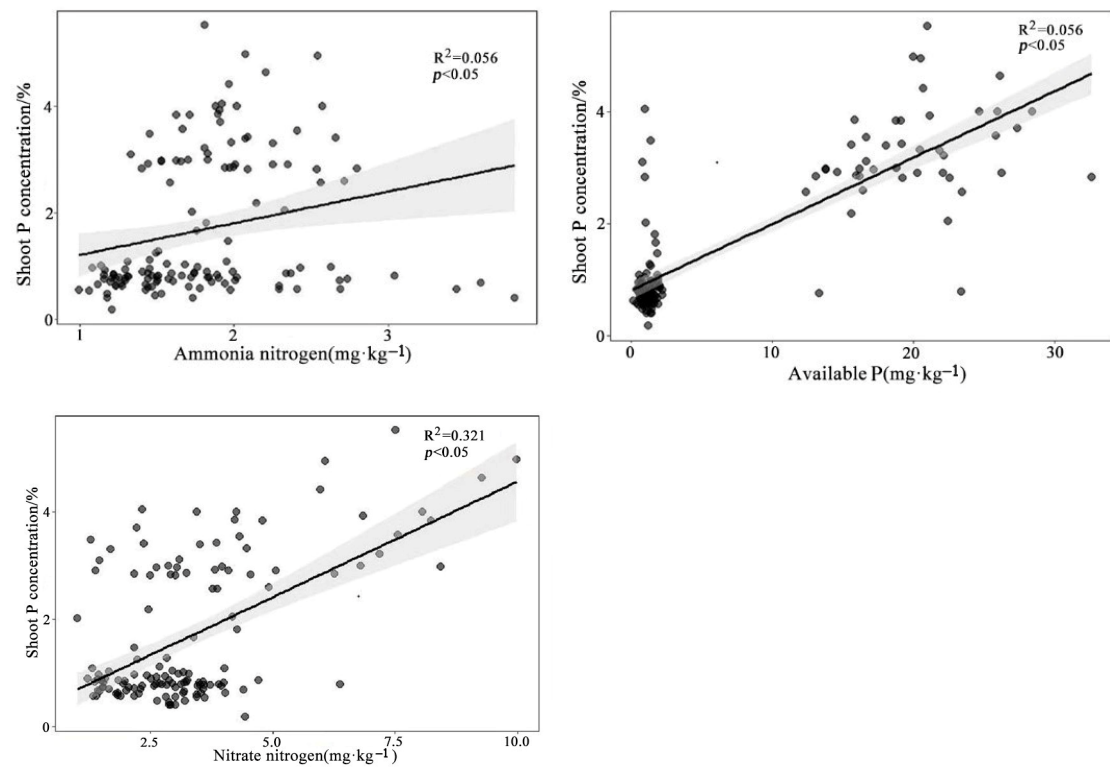 R²=0.056
p<0.05
Shoot P concentration/%
4
2
0
1
2
3
Ammonia nitrogen(mg·kg⁻¹)
R²=0.056
p<0.05
Shoot P concentration/%
4
2
0
0
10
20
30
Available P(mg·kg⁻¹)
R²=0.321
p<0.05
Shoot P concentration/%
4
2
0
2.5
5.0
7.5
10.0
Nitrate nitrogen(mg·kg⁻¹)